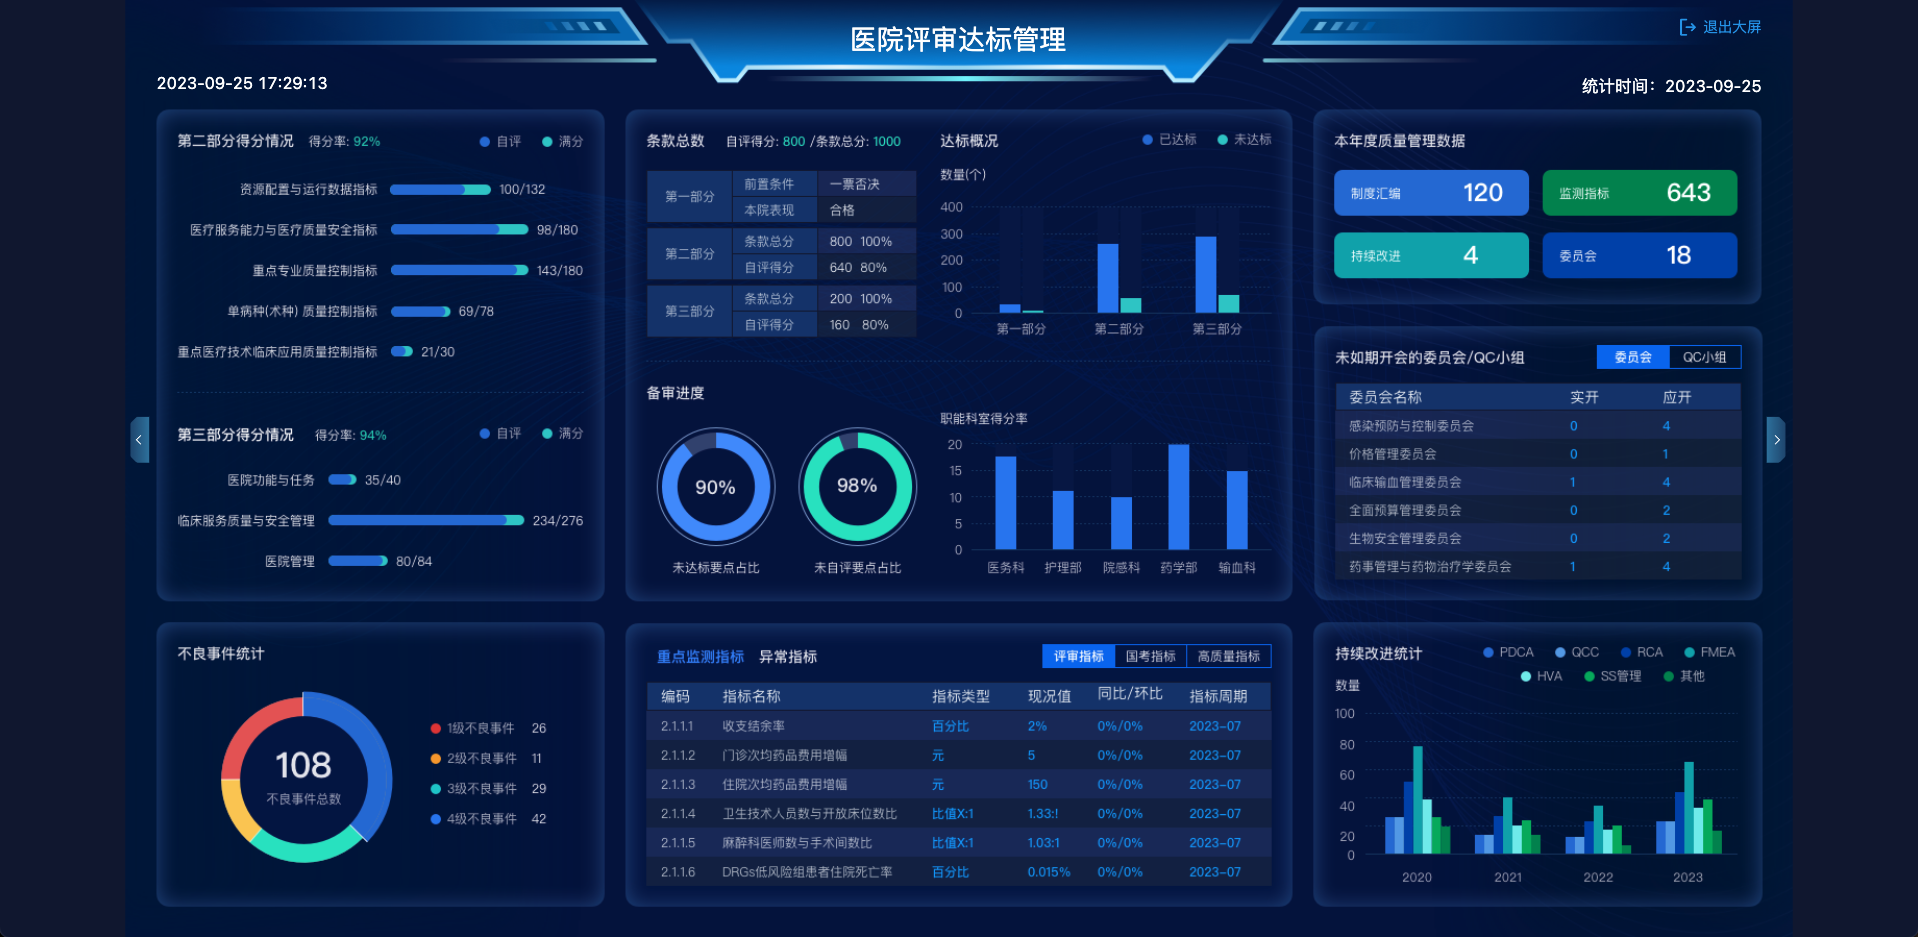 医院评审达标管理
退出大屏
2023-09-25 17:29:13
统计时间：2023-09-25
第二部分得分情况 得分率: 92% 自评 满分
资源配置与运行数据指标 100/132
医疗服务能力与医疗质量安全指标 98/180
重点专业质量控制指标 143/180
单病种(术种) 质量控制指标 69/78
重点医疗技术临床应用质量控制指标 21/30
第三部分得分情况 得分率: 94% 自评 满分
医院功能与任务 35/40
临床服务质量与安全管理 234/276
医院管理 80/84
条款总数 自评得分: 800 /条款总分: 1000
第一部分 前置条件 一票否决
本院表现 合格
第二部分 条款总分 800 100%
自评得分 640 80%
第三部分 条款总分 200 100%
自评得分 160 80%
达标概况 已达标 未达标
数量(个)
400
300
200
100
0
第一部分 第二部分 第三部分
备审进度
90%
98%
未达标要点占比 未自评要点占比
职能科室得分率
20
15
10
5
0
医务科 护理部 院感科 药学部 输血科
本年度质量管理数据
制度汇编 120 监测指标 643
持续改进 4 委员会 18
未如期开会的委员会/QC小组 委员会 QC小组
委员会名称 实开 应开
感染预防与控制委员会 0 4
价格管理委员会 0 1
临床输血管理委员会 1 4
全面预算管理委员会 0 2
生物安全管理委员会 0 2
药事管理与药物治疗学委员会 1 4
不良事件统计
108
不良事件总数
1级不良事件 26
2级不良事件 11
3级不良事件 29
4级不良事件 42
重点监测指标 异常指标 评审指标 国考指标 高质量指标
编码 指标名称 指标类型 现况值 同比/环比 指标周期
2.1.1.1 收支结余率 百分比 2% 0%/0% 2023-07
2.1.1.2 门诊次均药品费用增幅 元 5 0%/0% 2023-07
2.1.1.3 住院次均药品费用增幅 元 150 0%/0% 2023-07
2.1.1.4 卫生技术人员数与开放床位数比 比值X:1 1.33:! 0%/0% 2023-07
2.1.1.5 麻醉科医师数与手术间数比 比值X:1 1.03:1 0%/0% 2023-07
2.1.1.6 DRGs低风险组患者住院死亡率 百分比 0.015% 0%/0% 2023-07
持续改进统计 PDCA QCC RCA FMEA
HVA SS管理 其他
数量
100
80
60
40
20
0
2020 2021 2022 2023